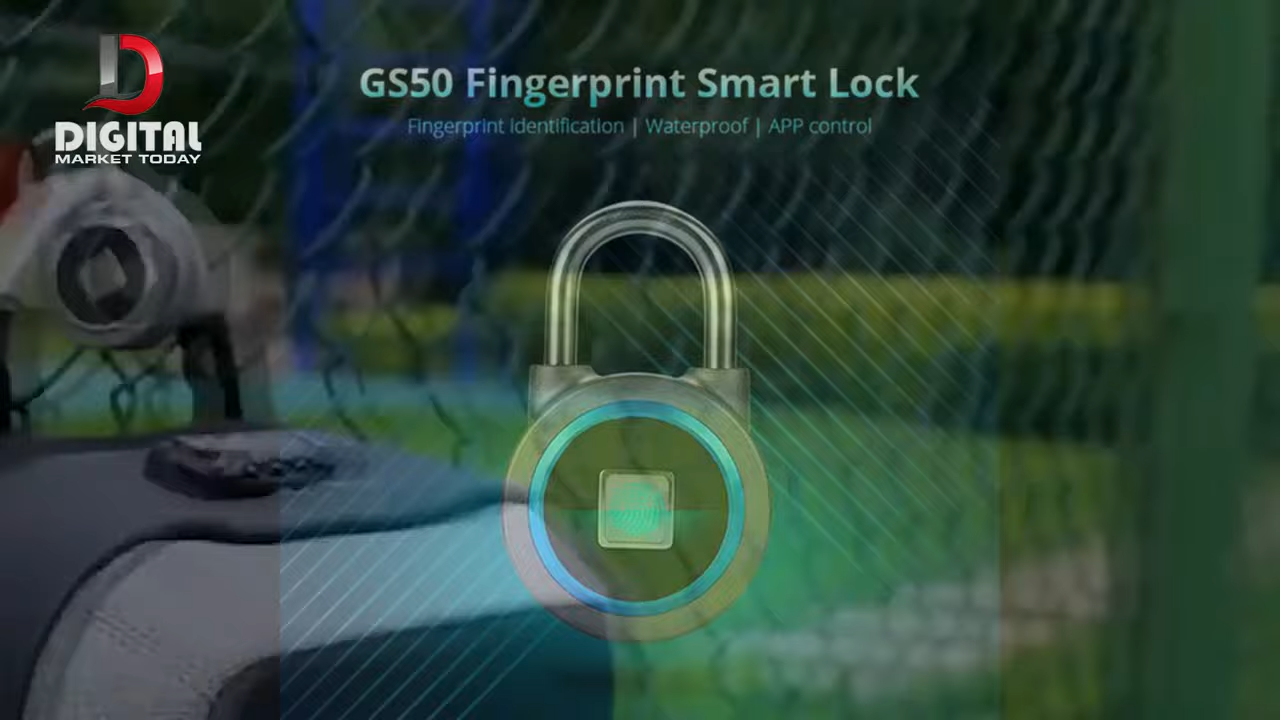 GS50 Fingerprint Smart Lock
Fingerprint Identification | Waterproof | APP control
DIGITAL
MARKET TODAY